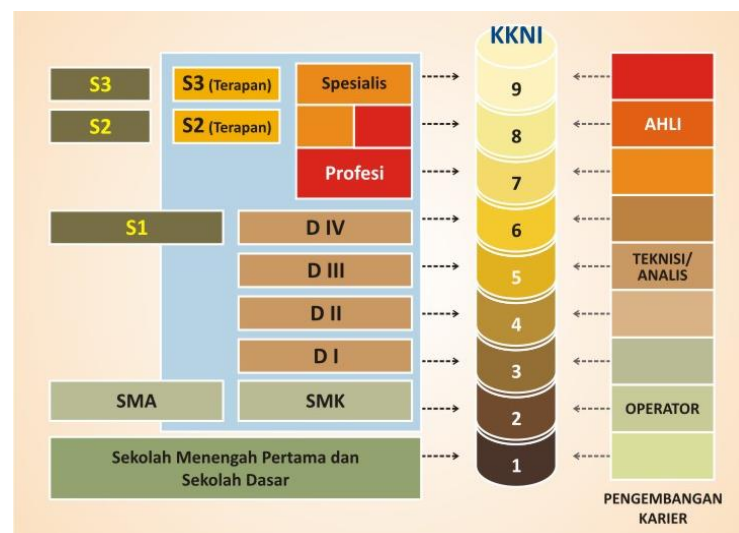 KKNI
S3
S3 (Terapan)
Spesialis
9
S2
S2 (Terapan)
8
AHLI
Profesi
7
S1
D IV
6
D III
5
TEKNISI/
ANALIS
D II
4
D I
3
SMA
SMK
2
OPERATOR
Sekolah Menengah Pertama dan
Sekolah Dasar
1
PENGEMBANGAN
KARIER